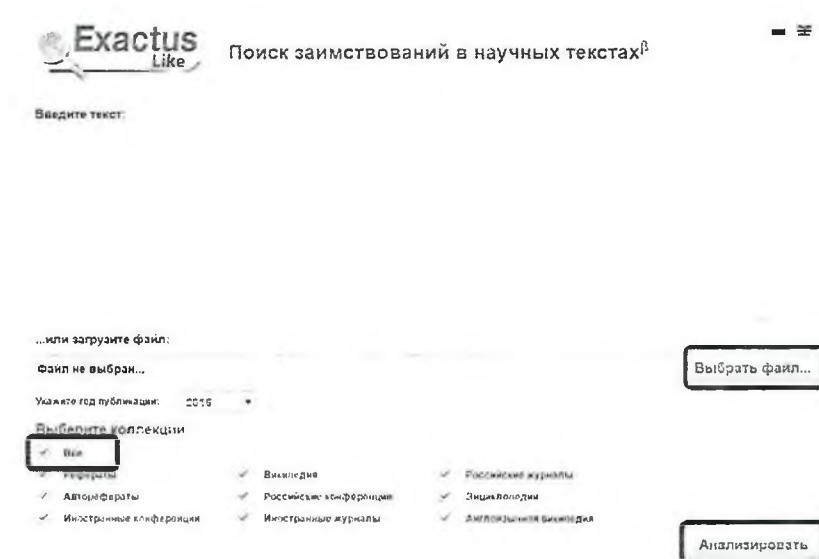 Exactus
Like
Поиск заимствований в научных текстах^β
Введите текст:
...или загрузите файл:
Файл не выбран...
Выбрать файл...
Укажите год публикации: 2016
Выберите коллекции
Все
Рефераты Википедия Российские журналы
Авторефераты Российские конференции Энциклопедии
Иностранные конференции Иностранные журналы Англоязычная википедия
Анализировать